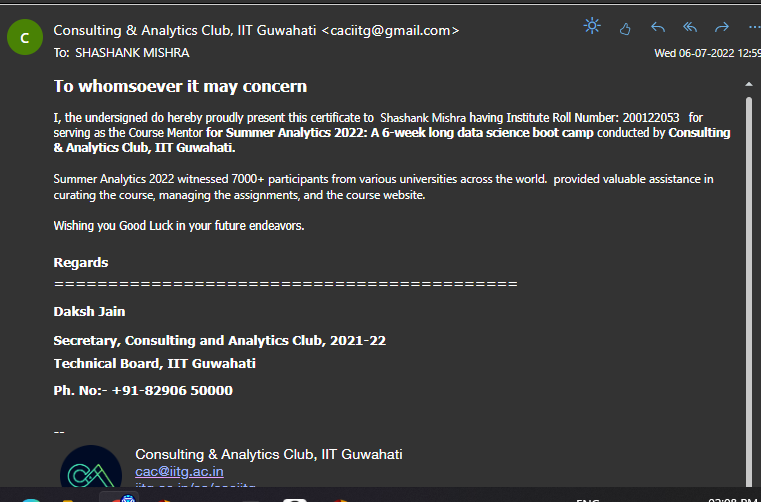 C
Consulting & Analytics Club, IIT Guwahati <caciitg@gmail.com>
To: SHASHANK MISHRA
Wed 06-07-2022 12:59
To whomsoever it may concern
I, the undersigned do hereby proudly present this certificate to Shashank Mishra having Institute Roll Number: 200122053 for
serving as the Course Mentor for Summer Analytics 2022: A 6-week long data science boot camp conducted by Consulting
& Analytics Club, IIT Guwahati.
Summer Analytics 2022 witnessed 7000+ participants from various universities across the world. provided valuable assistance in
curating the course, managing the assignments, and the course website.
Wishing you Good Luck in your future endeavors.
Regards
===============================================
Daksh Jain
Secretary, Consulting and Analytics Club, 2021-22
Technical Board, IIT Guwahati
Ph. No:- +91-82906 50000
--
Consulting & Analytics Club, IIT Guwahati
cac@iitg.ac.in